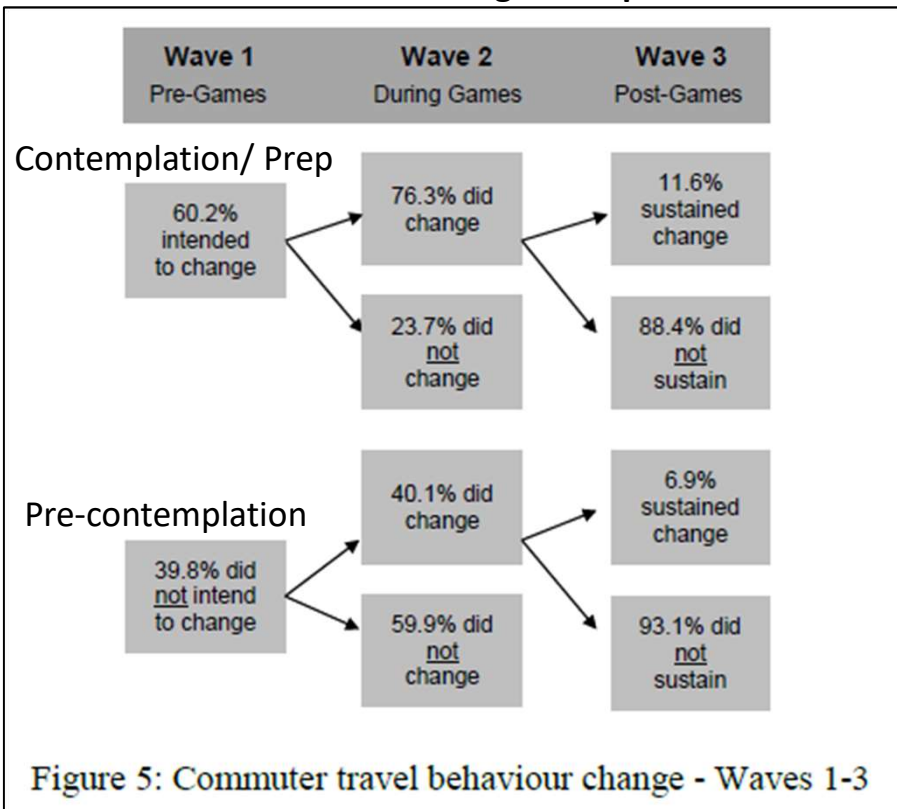 Wave 1
Pre-Games
Wave 2
During Games
Wave 3
Post-Games
Contemplation/ Prep
60.2%
intended
to change
76.3% did
change
11.6%
sustained
change
23.7% did
not
change
88.4% did
not
sustain
Pre-contemplation
39.8% did
not intend
to change
40.1% did
change
6.9%
sustained
change
59.9% did
not
change
93.1% did
not
sustain
Figure 5: Commuter travel behaviour change - Waves 1-3